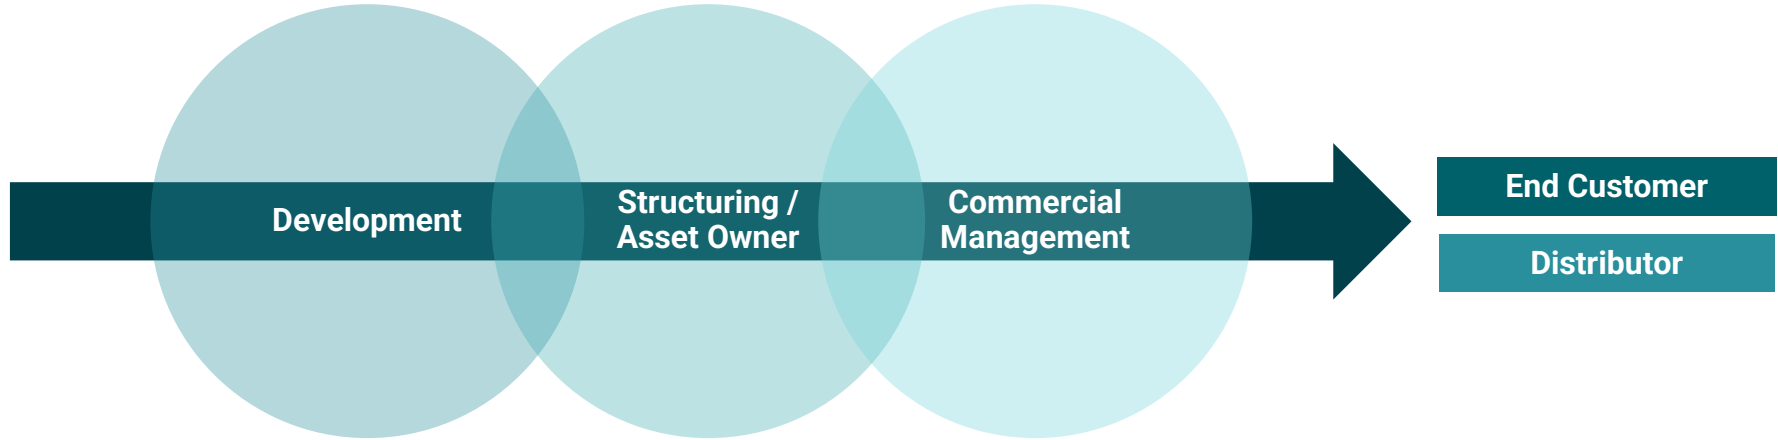 Development
Structuring /
Asset Owner
Commercial
Management
End Customer
Distributor